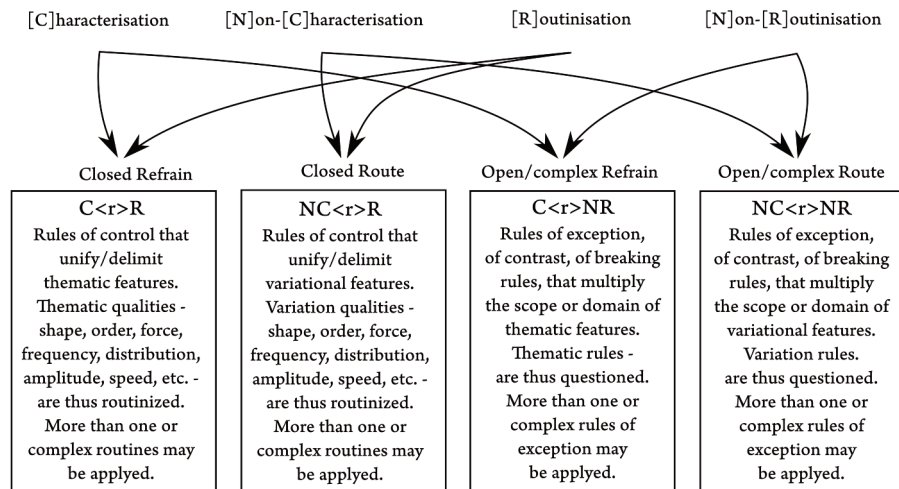 [C]haracterisation
[N]on-[C]haracterisation
[R]outinisation
[N]on-[R]outinisation
Closed Refrain
Closed Route
Open/complex Refrain
Open/complex Route
C<r>R
Rules of control that
unify/delimit
thematic features.
Thematic qualities -
shape, order, force,
frequency, distribution,
amplitude, speed, etc. -
are thus routinized.
More than one or
complex routines may
be applyed.
NC<r>R
Rules of control that
unify/delimit
variational features.
Variation qualities -
shape, order, force,
frequency, distribution,
amplitude, speed, etc. -
are thus routinized.
More than one or
complex routines may
be applyed.
C<r>NR
Rules of exception,
of contrast, of breaking
rules, that multiply
the scope or domain of
thematic features.
Thematic rules -
are thus questioned.
More than one or
complex rules of
exception may
be applyed.
NC<r>NR
Rules of exception,
of contrast, of breaking
rules, that multiply
the scope or domain of
variational features.
Variation rules.
are thus questioned.
More than one or
complex rules of
exception may
be applyed.